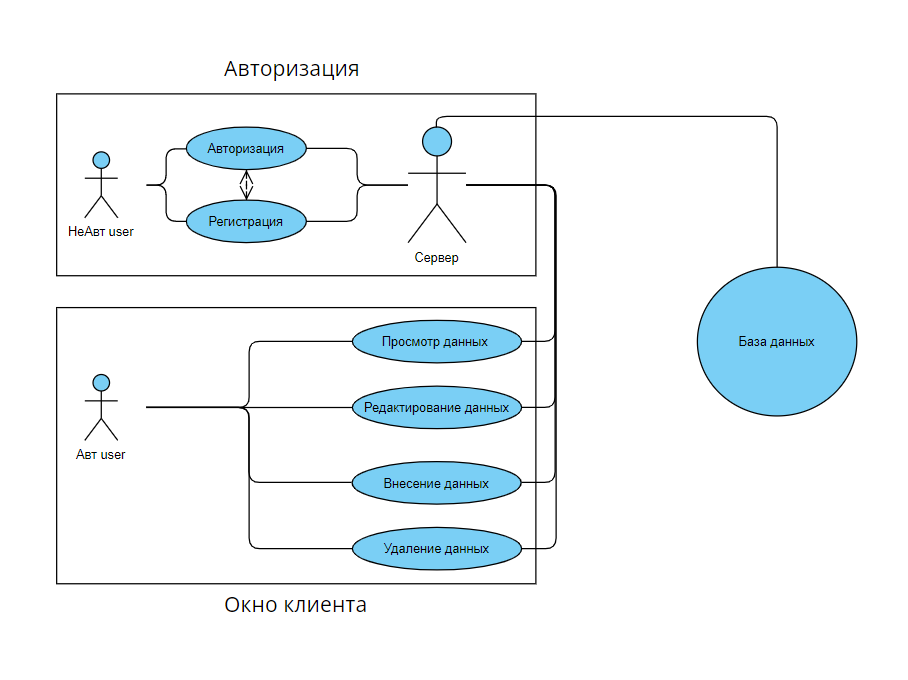 Авторизация
Авторизация
НеАвт user
Регистрация
Сервер
База данных
Просмотр данных
Редактирование данных
Авт user
Внесение данных
Удаление данных
Окно клиента